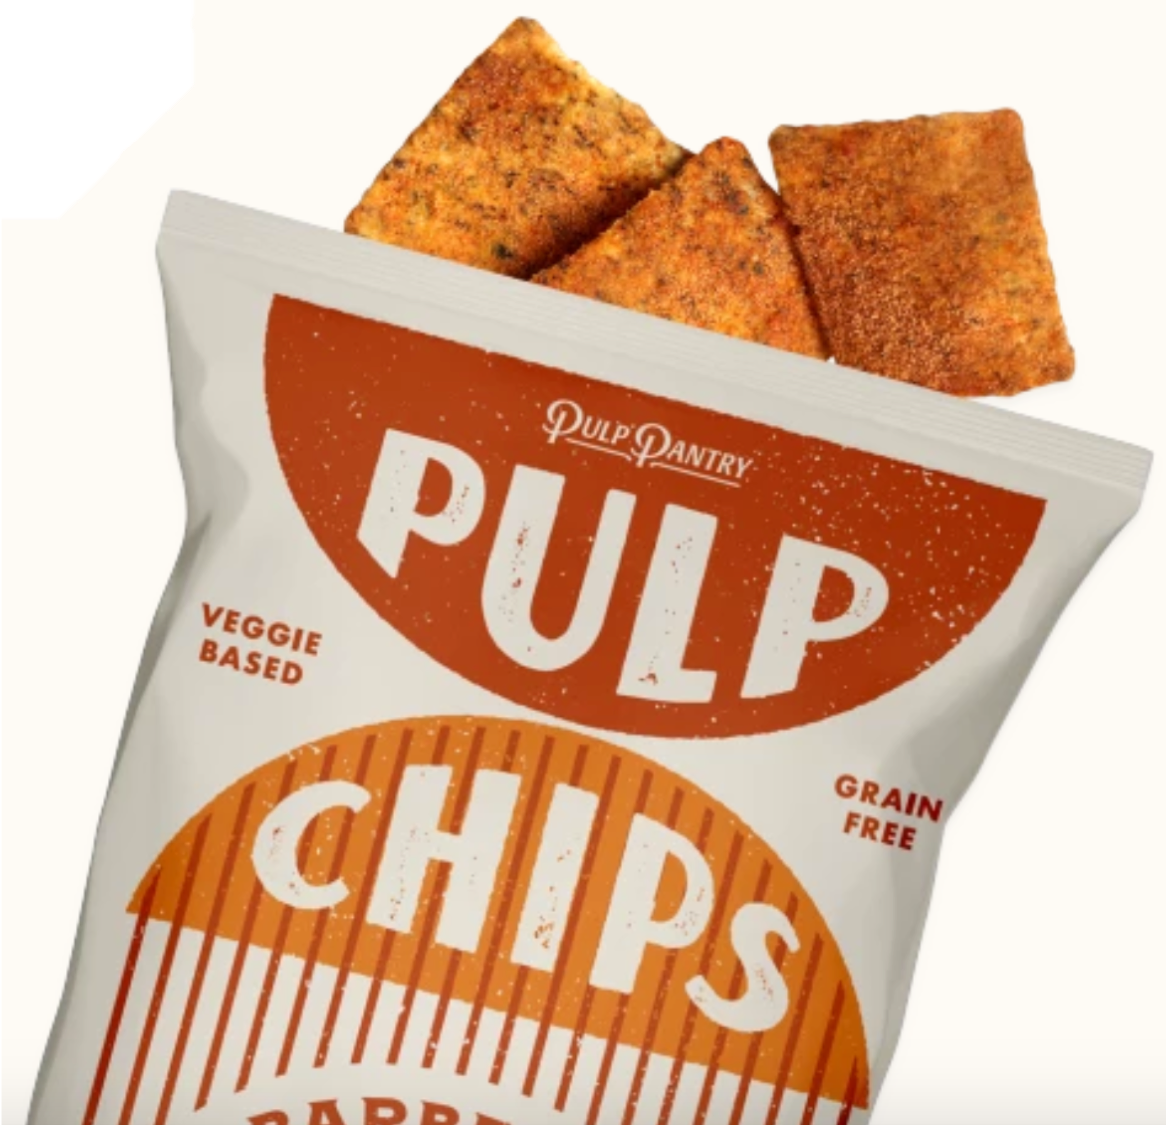 PULP PANTRY
PULP
VEGGIE
BASED
GRAIN
FREE
CHIPS